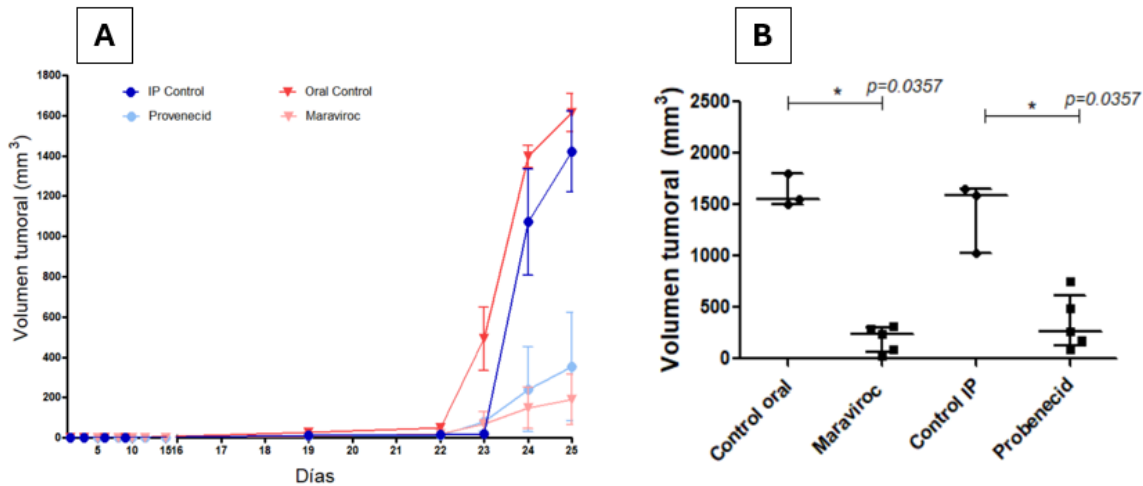 A
Volumen tumoral (mm³)
1800
1600
1400
1200
1000
800
600
400
200
0
IP Control
Oral Control
Provenecid
Maraviroc
5
10
15
16
17
18
19
20
21
22
23
24
25
Días
B
Volumen tumoral (mm³)
2500
2000
1500
1000
500
0
* p=0.0357
* p=0.0357
Control oral
Maraviroc
Control IP
Probenecid